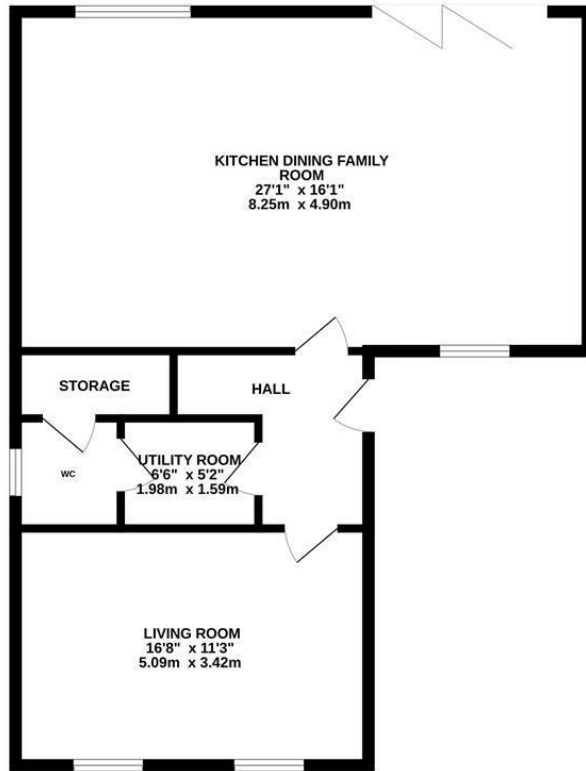 KITCHEN DINING FAMILY
ROOM
27'1" x 16'1"
8.25m x 4.90m
STORAGE
HALL
WC
UTILITY ROOM
6'6" x 5'2"
1.98m x 1.59m
LIVING ROOM
16'8" x 11'3"
5.09m x 3.42m